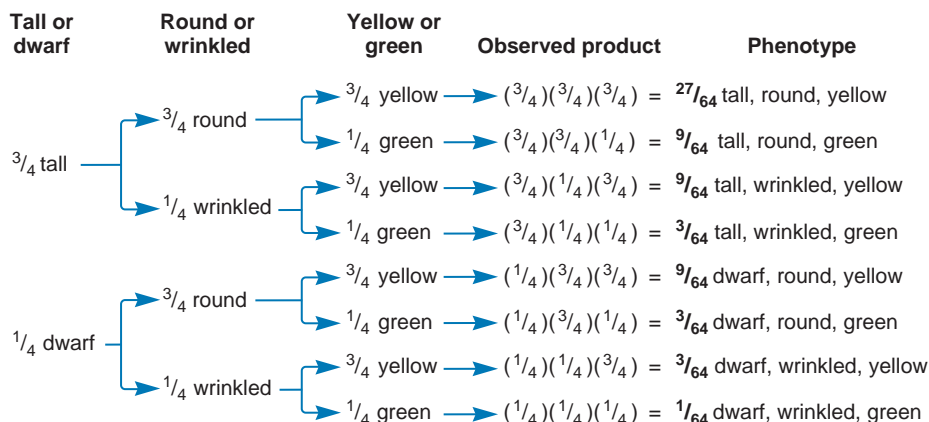 Tall or dwarf Round or wrinkled Yellow or green Observed product Phenotype
3/4 yellow (3/4)(3/4)(3/4) = 27/64 tall, round, yellow
3/4 round
1/4 green (3/4)(3/4)(1/4) = 9/64 tall, round, green
3/4 tall
3/4 yellow (3/4)(1/4)(3/4) = 9/64 tall, wrinkled, yellow
1/4 wrinkled
1/4 green (3/4)(1/4)(1/4) = 3/64 tall, wrinkled, green
3/4 yellow (1/4)(3/4)(3/4) = 9/64 dwarf, round, yellow
3/4 round
1/4 green (1/4)(3/4)(1/4) = 3/64 dwarf, round, green
1/4 dwarf
3/4 yellow (1/4)(1/4)(3/4) = 3/64 dwarf, wrinkled, yellow
1/4 wrinkled
1/4 green (1/4)(1/4)(1/4) = 1/64 dwarf, wrinkled, green